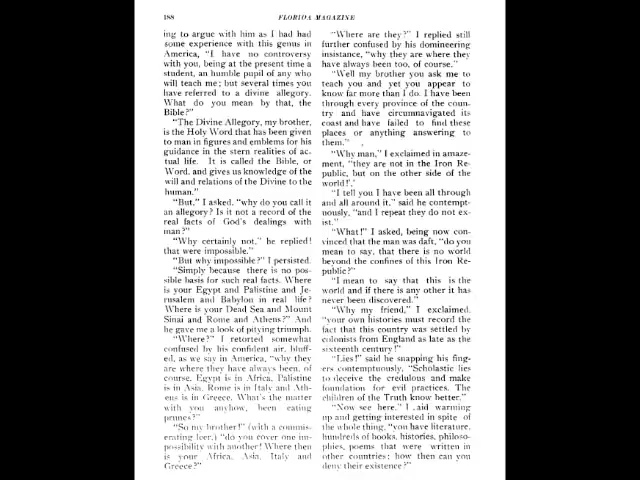 188
FLORIDA MAGAZINE
ing to argue with him as I had had
some experience with this genus in
America, "I have no controversy
with you, being at the present time a
student, an humble pupil of any who
will teach me; but several times you
have referred to a divine allegory.
What do you mean by that, the
Bible?"
"The Divine Allegory, my brother,
is the Holy Word that has been given
to man in figures and emblems for his
guidance in the stern realities of ac-
tual life. It is called the Bible, or
Word, and gives us knowledge of the
will and relations of the Divine to the
human."
"But," I asked, "why do you call it
an allegory? Is it not a record of the
real facts of God's dealings with
man?"
"Why certainly not," he replied!
that were impossible."
"But why impossible?" I persisted.
"Simply because there is no pos-
sible basis for such real facts. Where
is your Egypt and Palistine and Je-
rusalem and Babylon in real life?
Where is your Dead Sea and Mount
Sinai and Rome and Athens?" And
he gave me a look of pitying triumph.
"Where?" I retorted somewhat
confused by his confident air, bluff-
ed, as we say in America, "why they
are where they have always been, of
course. Egypt is in Africa, Palistine
is in Asia, Rome is in Italy and Ath-
ens is in Greece. What's the matter
with you anyhow, been eating
prunes?"
"So my brother!" (with a commis-
erating leer,) "do you cover one im-
possibility with another! Where then
is your Africa, Asia, Italy and
Greece?"
"Where are they?" I replied still
further confused by his domineering
insistance, "why they are where they
have always been too, of course."
"Well my brother you ask me to
teach you and yet you appear to
know far more than I do. I have been
through every province of the coun-
try and have circumnavigated its
coast and have failed to find these
places or anything answering to
them."
"Why man," I exclaimed in amaze-
ment, "they are not in the Iron Re-
public, but on the other side of the
world!"
"I tell you I have been all through
and all around it," said he contempt-
uously, "and I repeat they do not ex-
ist."
"What!" I asked, being now con-
vinced that the man was daft, "do you
mean to say, that there is no world
beyond the confines of this Iron Re-
public?"
"I mean to say that this is the
world and if there is any other it has
never been discovered."
"Why my friend," I exclaimed,
"your own histories must record the
fact that this country was settled by
colonists from England as late as the
sixteenth century!"
"Lies!" said he snapping his fing-
ers contemptuously, "Scholastic lies
to deceive the credulous and make
foundation for evil practices. The
children of the Truth know better."
"Now see here," I said warming
up and getting interested in spite of
the whole thing, "you have literature,
hundreds of books, histories, philoso-
phies, poems that were written in
other countries; how then can you
deny their existence?"